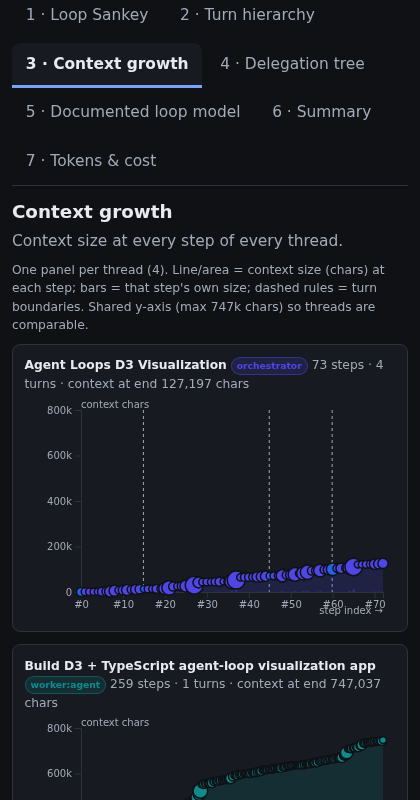 1 · Loop Sankey
2 · Turn hierarchy
3 · Context growth
4 · Delegation tree
5 · Documented loop model
6 · Summary
7 · Tokens & cost
Context growth
Context size at every step of every thread.
One panel per thread (4). Line/area = context size (chars) at
each step; bars = that step's own size; dashed rules = turn
boundaries. Shared y-axis (max 747k chars) so threads are
comparable.
Agent Loops D3 Visualization orchestrator 73 steps · 4
turns · context at end 127,197 chars
context chars
800k
600k
400k
200k
0
#0 #10 #20 #30 #40 #50 #60 #70
step index →
Build D3 + TypeScript agent-loop visualization app
worker:agent 259 steps · 1 turns · context at end 747,037
chars
context chars
800k
600k